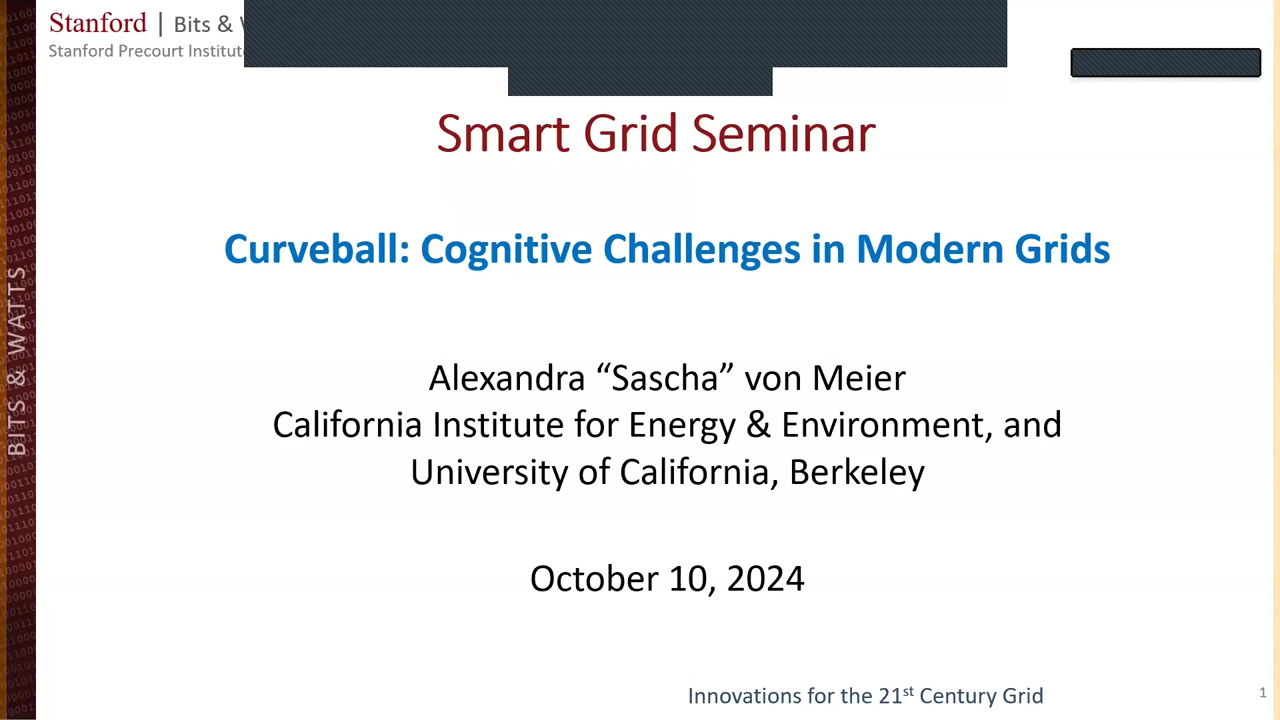 Stanford | Bits &
Stanford Precourt Institute
Smart Grid Seminar
Curveball: Cognitive Challenges in Modern Grids
Alexandra “Sascha” von Meier
California Institute for Energy & Environment, and
University of California, Berkeley
October 10, 2024
BITS & WATTS
Innovations for the 21st Century Grid
1